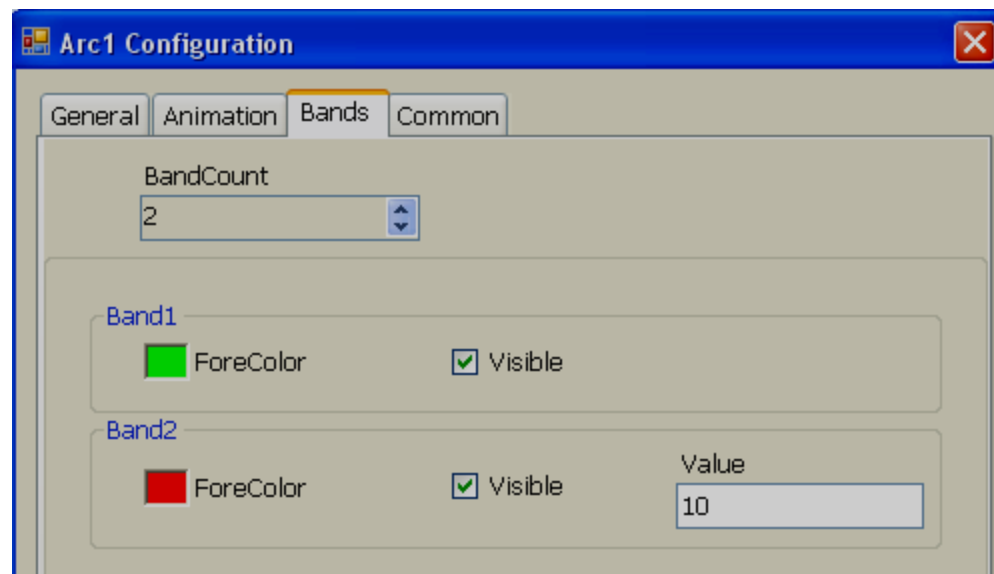 Arc1 Configuration
General Animation Bands Common
BandCount
2
Band1
ForeColor Visible
Band2
ForeColor Visible Value
10